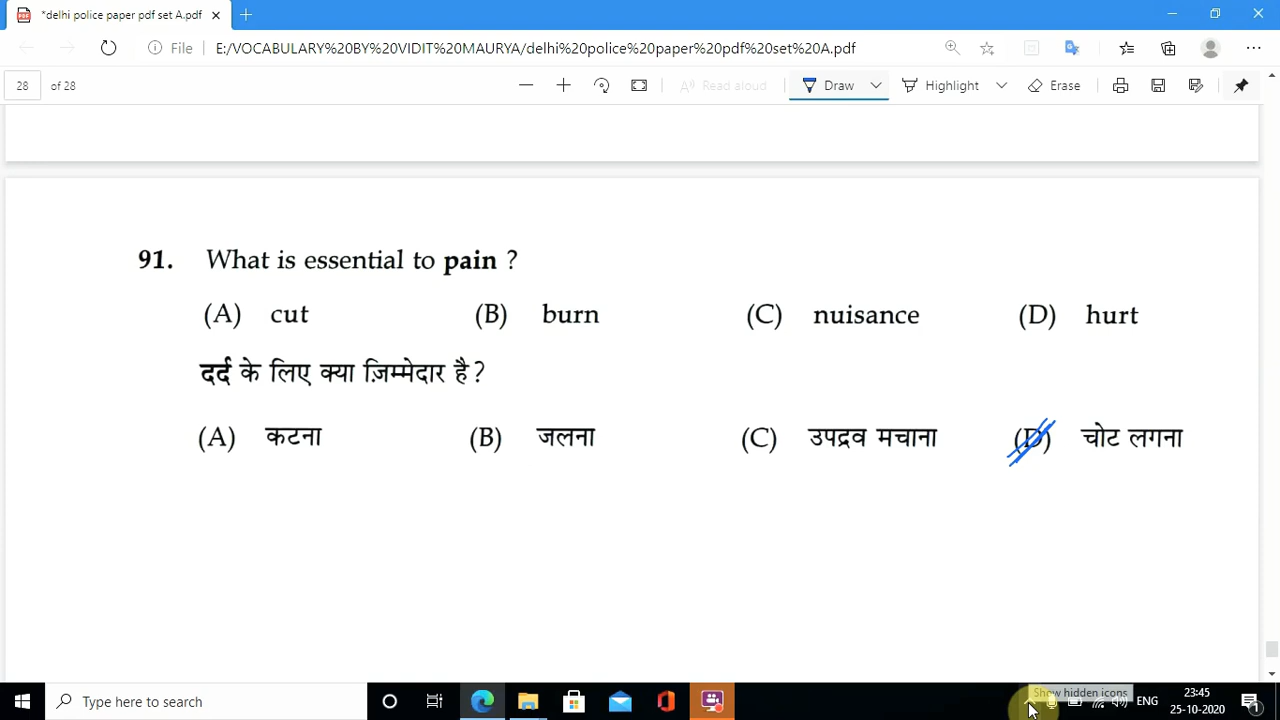 *delhi police paper pdf set A.pdf
File E:/VOCABULARY%20BY%20VIDIT%20MAURYA/delhi%20police%20paper%20pdf%20set%20A.pdf
28 of 28 Read aloud Draw Highlight Erase
91. What is essential to pain ?
(A) cut (B) burn (C) nuisance (D) hurt
दर्द के लिए क्या ज़िम्मेदार है ?
(A) कटना (B) जलना (C) उपद्रव मचाना (D) चोट लगना
Show hidden icons
Type here to search ENG 23:45
25-10-2020 1